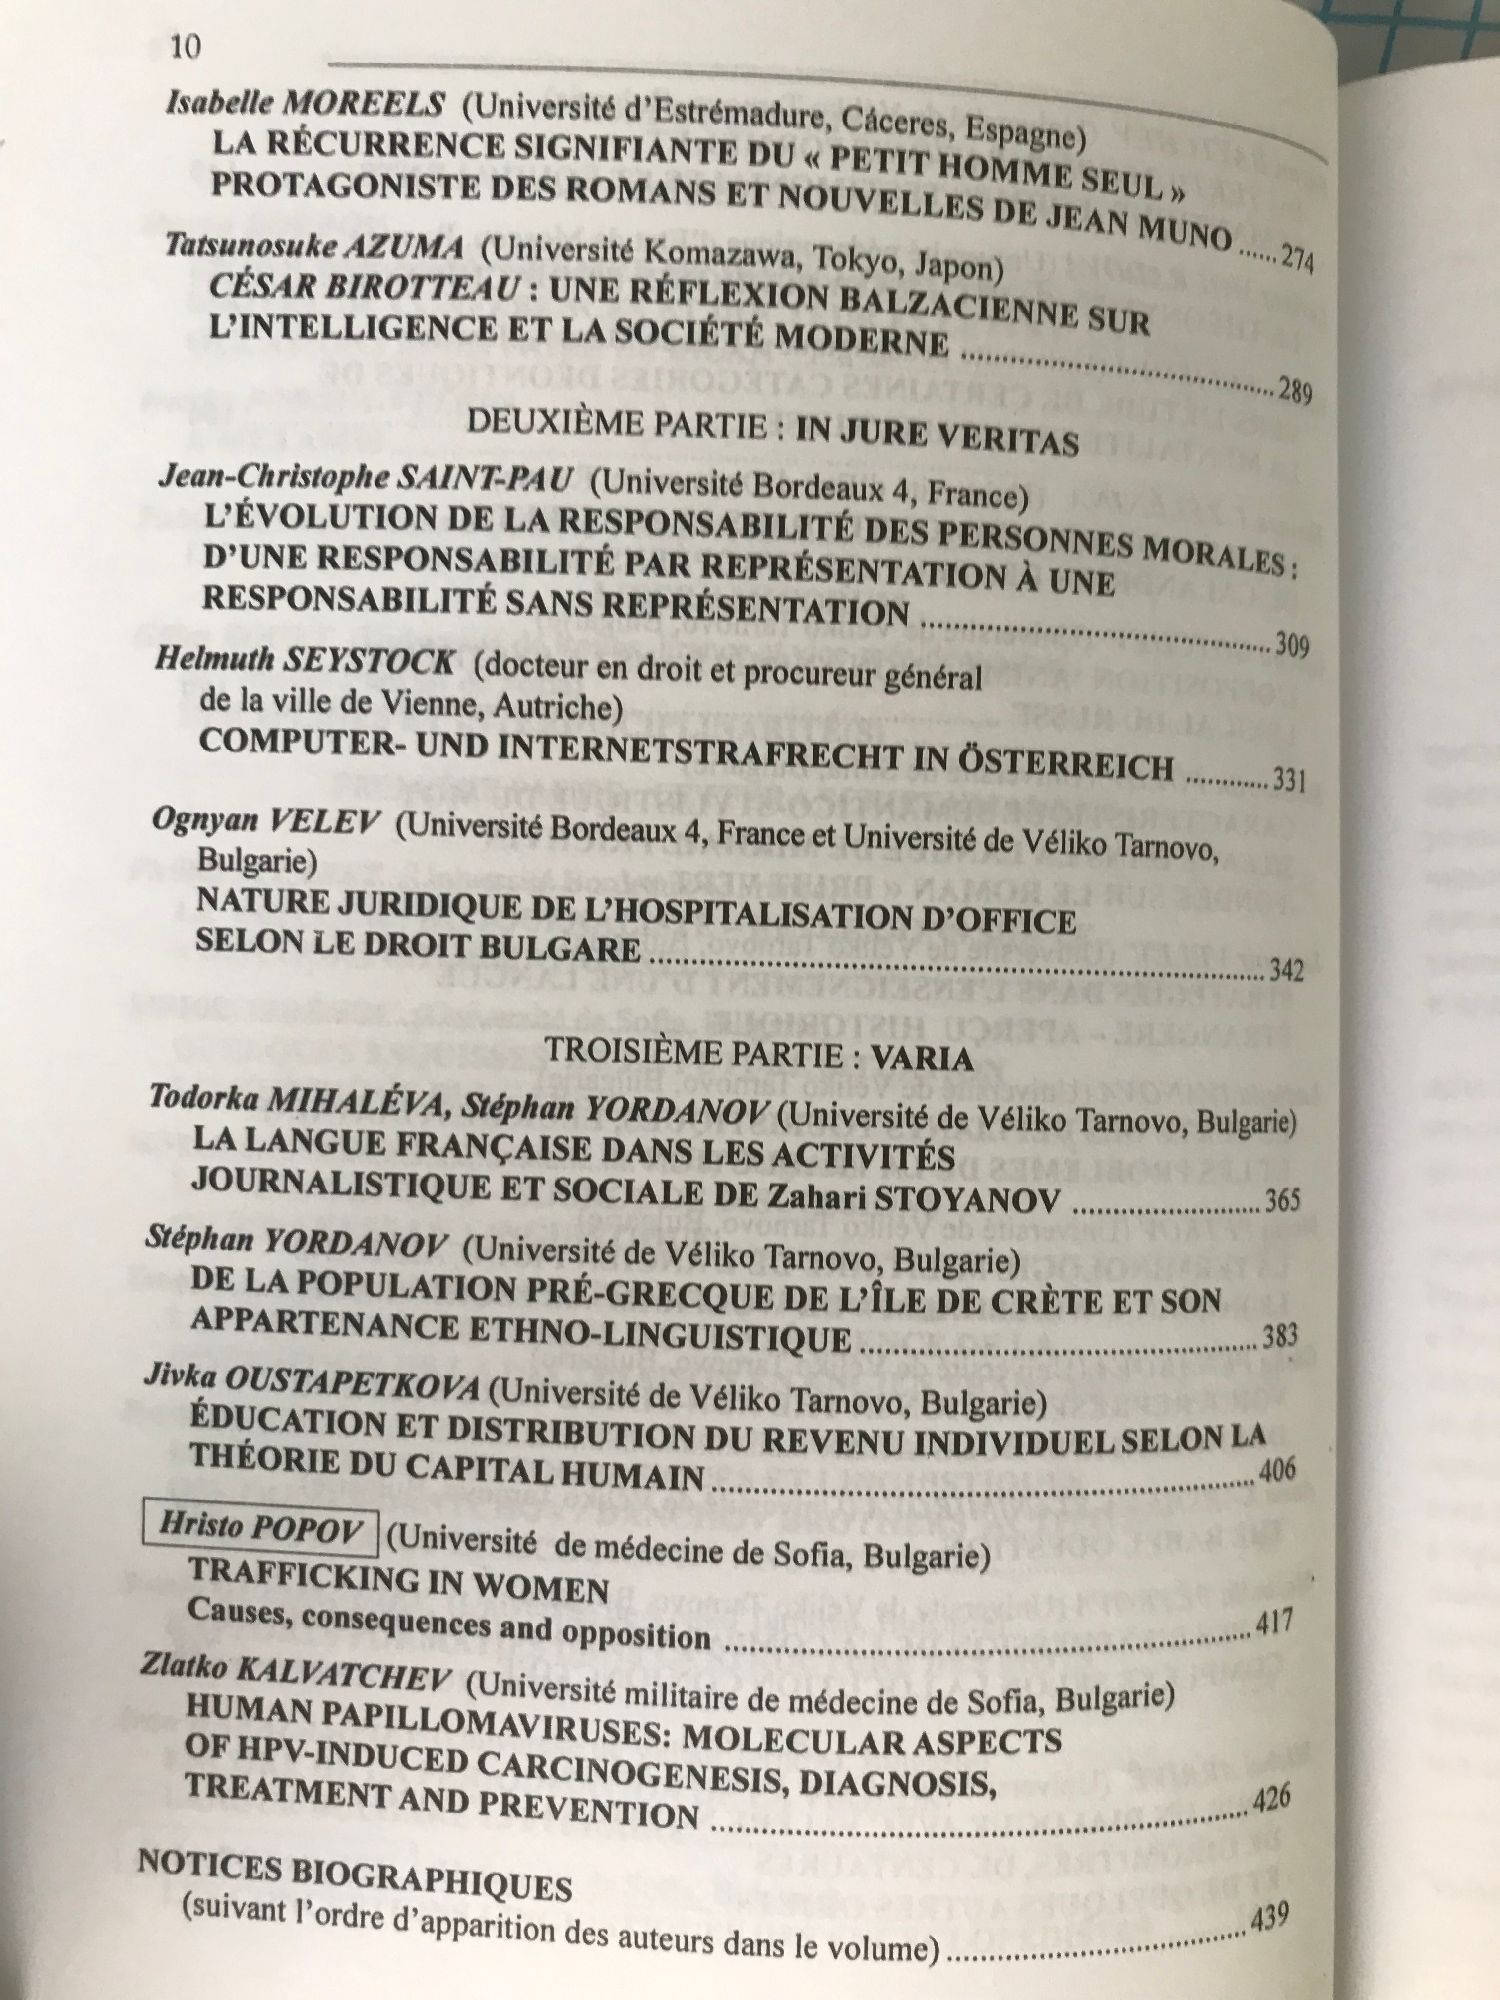 10
Isabelle MOREELS (Université d'Estrémadure, Cáceres, Espagne)
LA RÉCURRENCE SIGNIFIANTE DU « PETIT HOMME SEUL »
PROTAGONISTE DES ROMANS ET NOUVELLES DE JEAN MUNO ......274
Tatsunosuke AZUMA (Université Komazawa, Tokyo, Japon)
CÉSAR BIROTTEAU : UNE RÉFLEXION BALZACIENNE SUR
L'INTELLIGENCE ET LA SOCIÉTÉ MODERNE ..........................................289
DEUXIÈME PARTIE : IN JURE VERITAS
Jean-Christophe SAINT-PAU (Université Bordeaux 4, France)
L'ÉVOLUTION DE LA RESPONSABILITÉ DES PERSONNES MORALES :
D'UNE RESPONSABILITÉ PAR REPRÉSENTATION À UNE
RESPONSABILITÉ SANS REPRÉSENTATION ..............................................309
Helmuth SEYSTOCK (docteur en droit et procureur général
de la ville de Vienne, Autriche)
COMPUTER- UND INTERNETSTRAFRECHT IN ÖSTERREICH ............331
Ognyan VELEV (Université Bordeaux 4, France et Université de Véliko Tarnovo,
Bulgarie)
NATURE JURIDIQUE DE L'HOSPITALISATION D'OFFICE
SELON LE DROIT BULGARE ..............................................................................342
TROISIÈME PARTIE : VARIA
Todorka MIHALÉVA, Stéphan YORDANOV (Université de Véliko Tarnovo, Bulgarie)
LA LANGUE FRANÇAISE DANS LES ACTIVITÉS
JOURNALISTIQUE ET SOCIALE DE Zahari STOYANOV ........................365
Stéphan YORDANOV (Université de Véliko Tarnovo, Bulgarie)
DE LA POPULATION PRÉ-GRECQUE DE L'ÎLE DE CRÈTE ET SON
APPARTENANCE ETHNO-LINGUISTIQUE ...................................................383
Jivka OUSTAPETKOVA (Université de Véliko Tarnovo, Bulgarie)
ÉDUCATION ET DISTRIBUTION DU REVENU INDIVIDUEL SELON LA
THÉORIE DU CAPITAL HUMAIN ......................................................................406
Hristo POPOV (Université de médecine de Sofia, Bulgarie)
TRAFFICKING IN WOMEN
Causes, consequences and opposition ....................................................................417
Zlatko KALVATCHEV (Université militaire de médecine de Sofia, Bulgarie)
HUMAN PAPILLOMAVIRUSES: MOLECULAR ASPECTS
OF HPV-INDUCED CARCINOGENESIS, DIAGNOSIS,
TREATMENT AND PREVENTION ......................................................................426
NOTICES BIOGRAPHIQUES
(suivant l'ordre d'apparition des auteurs dans le volume) ......................................439